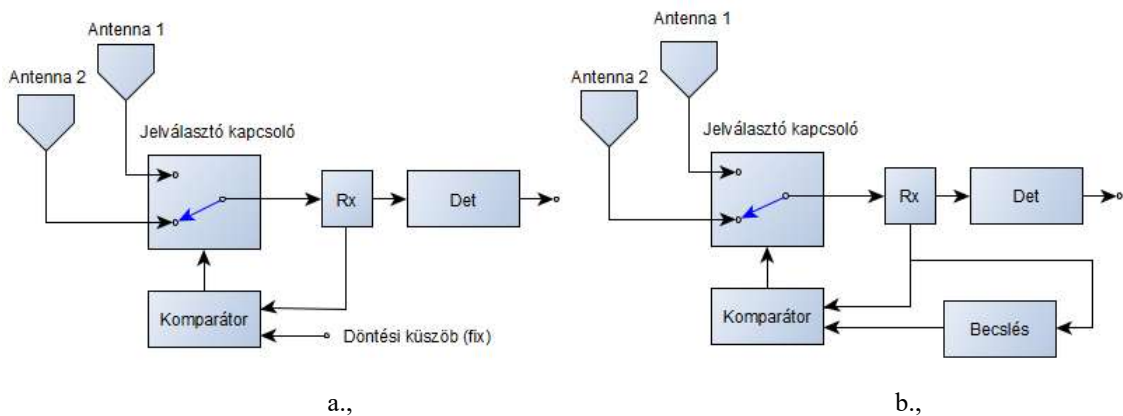 Antenna 1
Antenna 2
Jelválasztó kapcsoló
Rx
Det
Komparátor
Döntési küszöb (fix)
a.,
Antenna 1
Antenna 2
Jelválasztó kapcsoló
Rx
Det
Komparátor
Becslés
b.,